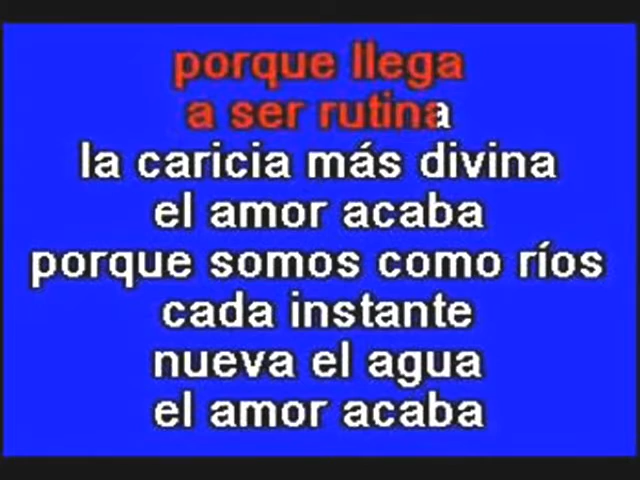 porque llega
a ser rutina
la caricia más divina
el amor acaba
porque somos como ríos
cada instante
nueva el agua
el amor acaba